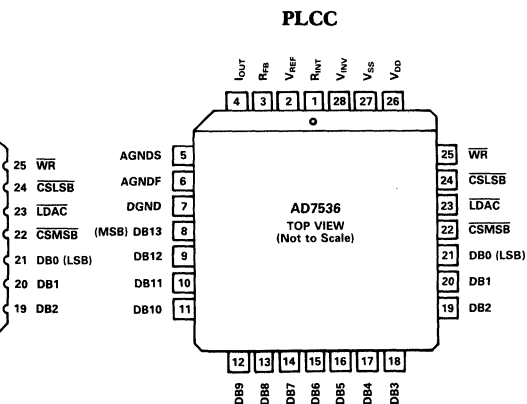 PLCC
IOUT RFB VREF RINT VINV VSS VDD
4 3 2 1 28 27 26
25 WR
24 CSLSB
23 LDAC
22 CSMSB
21 DB0 (LSB)
20 DB1
19 DB2
AGNDS 5
AGNDF 6
DGND 7
(MSB) DB13 8
DB12 9
DB11 10
DB10 11
AD7536
TOP VIEW
(Not to Scale)
25 WR
24 CSLSB
23 LDAC
22 CSMSB
21 DB0 (LSB)
20 DB1
19 DB2
12 13 14 15 16 17 18
DB9 DB8 DB7 DB6 DB5 DB4 DB3